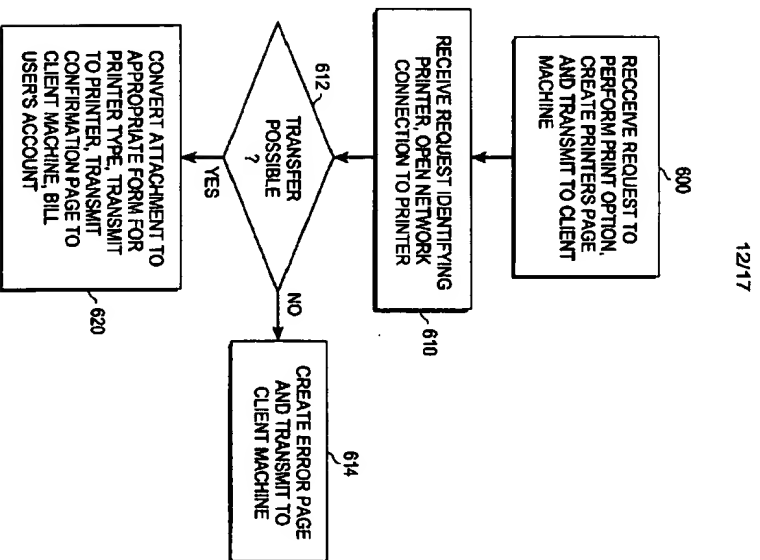 12/17
600
RECCEIVE REQUEST TO
PERFORM PRINT OPTION,
CREATE PRINTERS PAGE
AND TRANSMIT TO CLIENT
MACHINE
RECEIVE REQUEST IDENTIFYING
PRINTER, OPEN NETWORK
CONNECTION TO PRINTER
610
612
TRANSFER
POSSIBLE
?
NO
YES
CREATE ERROR PAGE
AND TRANSMIT TO
CLIENT MACHINE
614
CONVERT ATTACHMENT TO
APPROPRIATE FORM FOR
PRINTER TYPE, TRANSMIT
TO PRINTER, TRANSMIT
CONFIRMATION PAGE TO
CLIENT MACHINE, BILL
USER'S ACCOUNT
620